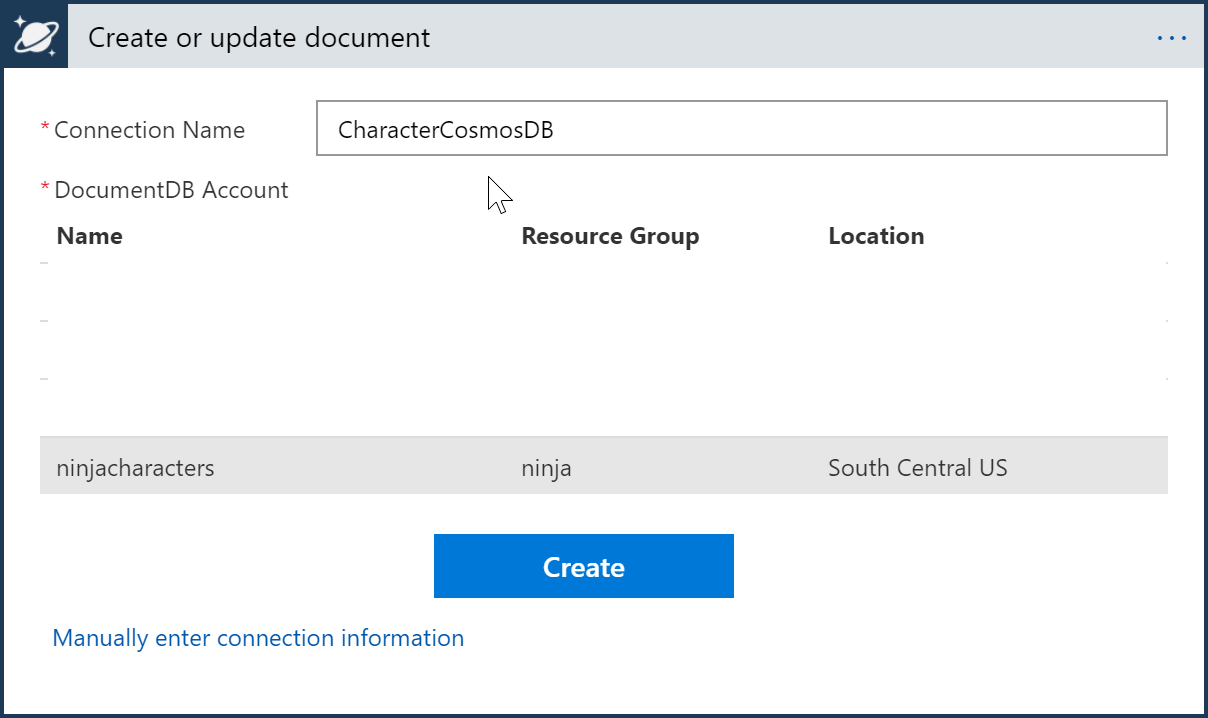 Create or update document
...
* Connection Name CharacterCosmosDB
* DocumentDB Account
Name Resource Group Location
ninjacharacters ninja South Central US
Create
Manually enter connection information